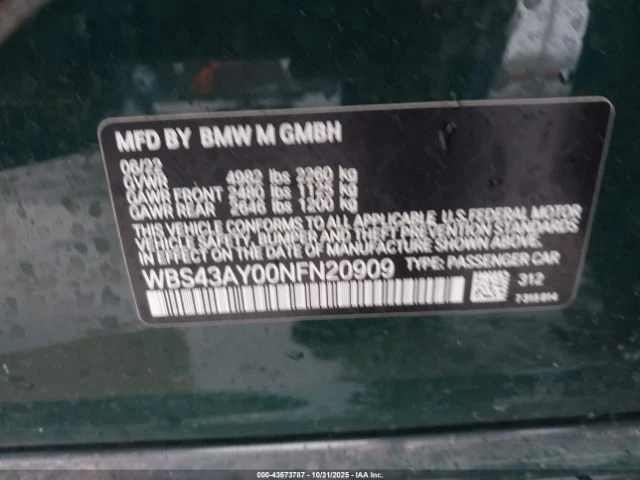 MFD BY BMW M GMBH
06/22
GVWR 4982 lbs 2260 kg
GAWR FRONT 2480 lbs 1125 kg
GAWR REAR 2646 lbs 1200 kg
THIS VEHICLE CONFORMS TO ALL APPLICABLE U.S. FEDERAL MOTOR
VEHICLE SAFETY, BUMPER, AND THEFT PREVENTION STANDARDS
IN EFFECT ON THE DATE OF MANUFACTURE SHOWN ABOVE.
WBS43AY00NFN20909 TYPE: PASSENGER CAR
312
000-43573787 - 10/31/2025 - IAA Inc.